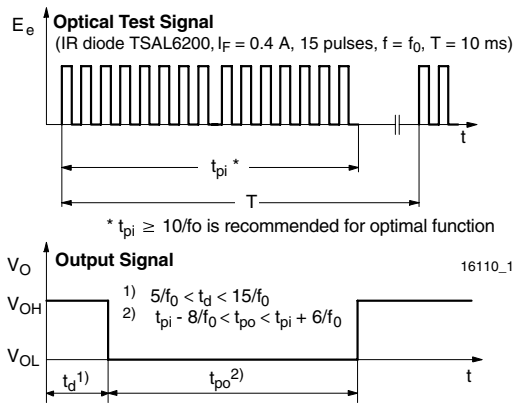 E_e Optical Test Signal
(IR diode TSAL6200, I_F = 0.4 A, 15 pulses, f = f_0, T = 10 ms)
t
t_pi *
T
* t_pi ≥ 10/fo is recommended for optimal function
V_O Output Signal
16110_1
V_OH
1) 5/f_0 < t_d < 15/f_0
2) t_pi - 8/f_0 < t_po < t_pi + 6/f_0
V_OL
t
t_d 1)
t_po 2)